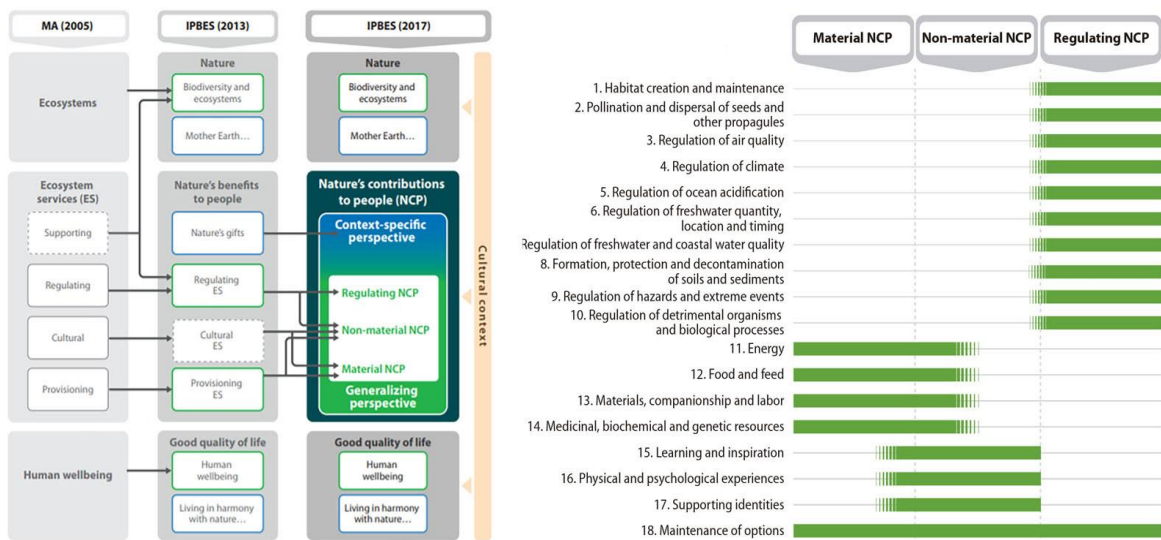 MA (2005)
IPBES (2013)
IPBES (2017)
Ecosystems
Nature
Biodiversity and
ecosystems
Mother Earth...
Nature
Biodiversity and
ecosystems
Mother Earth...
Ecosystem
services (ES)
Supporting
Regulating
Cultural
Provisioning
Nature's benefits
to people
Nature's gifts
Regulating
ES
Cultural
ES
Provisioning
ES
Nature's contributions
to people (NCP)
Context-specific
perspective
Regulating NCP
Non-material NCP
Material NCP
Generalizing
perspective
Human wellbeing
Good quality of life
Human
wellbeing
Living in harmony
with nature...
Good quality of life
Human
wellbeing
Living in harmony
with nature...
Cultural context
Material NCP
Non-material NCP
Regulating NCP
1. Habitat creation and maintenance
2. Pollination and dispersal of seeds and
other propagules
3. Regulation of air quality
4. Regulation of climate
5. Regulation of ocean acidification
6. Regulation of freshwater quantity,
location and timing
Regulation of freshwater and coastal water quality
8. Formation, protection and decontamination
of soils and sediments
9. Regulation of hazards and extreme events
10. Regulation of detrimental organisms
and biological processes
11. Energy
12. Food and feed
13. Materials, companionship and labor
14. Medicinal, biochemical and genetic resources
15. Learning and inspiration
16. Physical and psychological experiences
17. Supporting identities
18. Maintenance of options